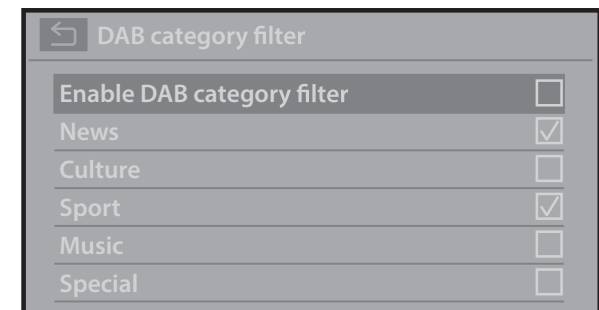 DAB category filter
Enable DAB category filter
News
Culture
Sport
Music
Special